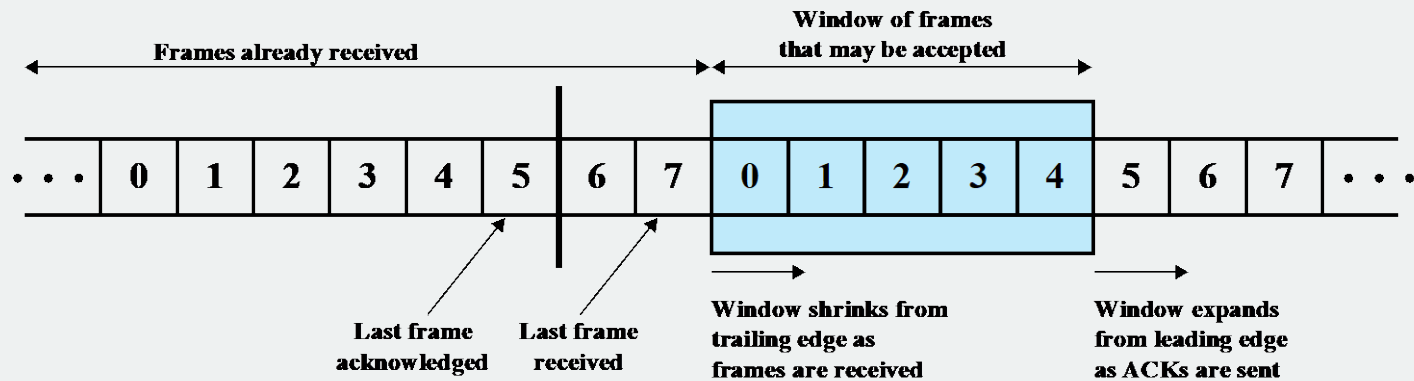 Window of frames
that may be accepted
Frames already received
• • • 0 1 2 3 4 5 6 7 0 1 2 3 4 5 6 7 • • •
Last frame
acknowledged
Last frame
received
Window shrinks from
trailing edge as
frames are received
Window expands
from leading edge
as ACKs are sent